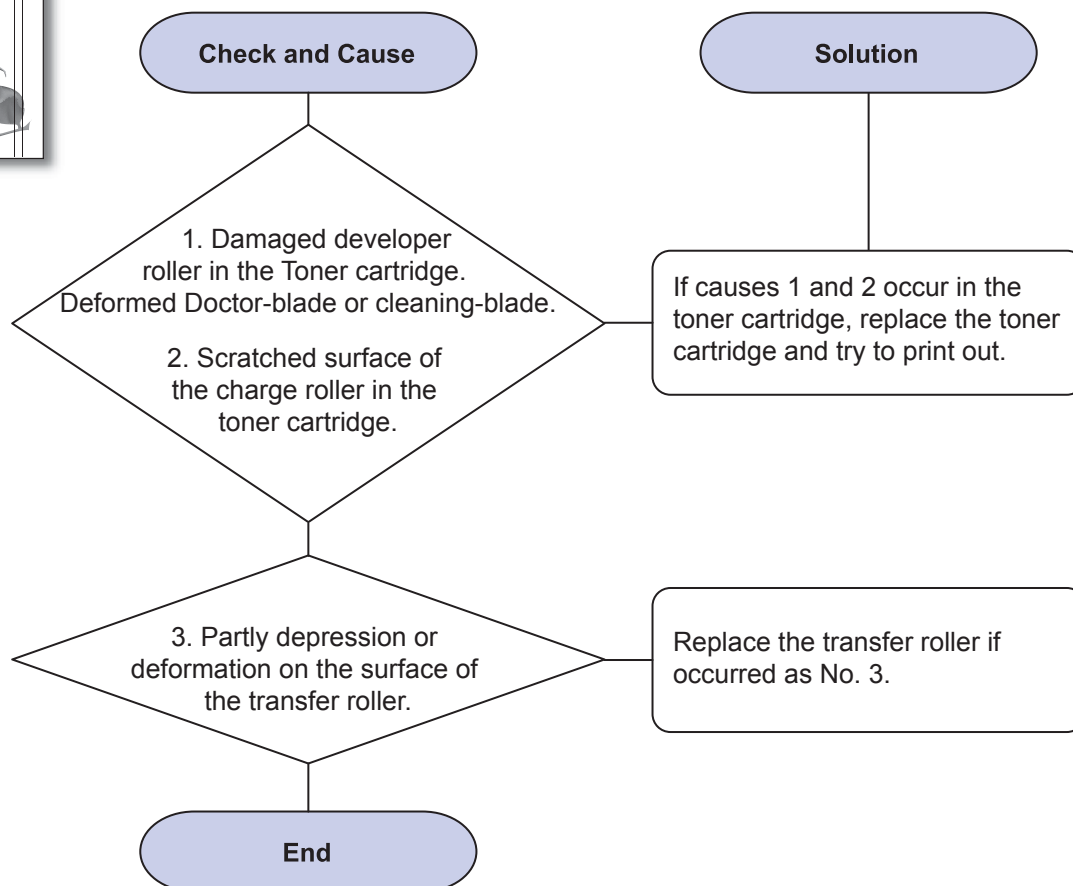 Check and Cause
Solution
1. Damaged developer
roller in the Toner cartridge.
Deformed Doctor-blade or cleaning-blade.
2. Scratched surface of
the charge roller in the
toner cartridge.
If causes 1 and 2 occur in the
toner cartridge, replace the toner
cartridge and try to print out.
3. Partly depression or
deformation on the surface of
the transfer roller.
Replace the transfer roller if
occurred as No. 3.
End